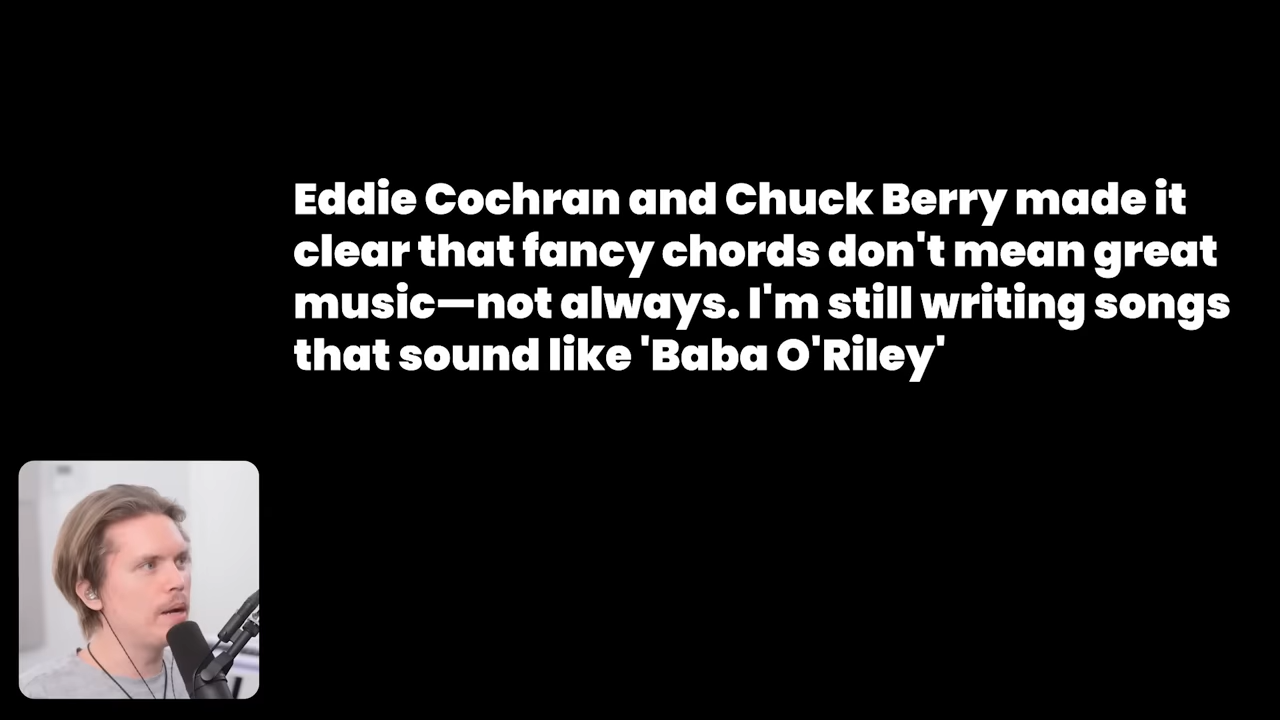 Eddie Cochran and Chuck Berry made it
clear that fancy chords don't mean great
music—not always. I'm still writing songs
that sound like 'Baba O'Riley'